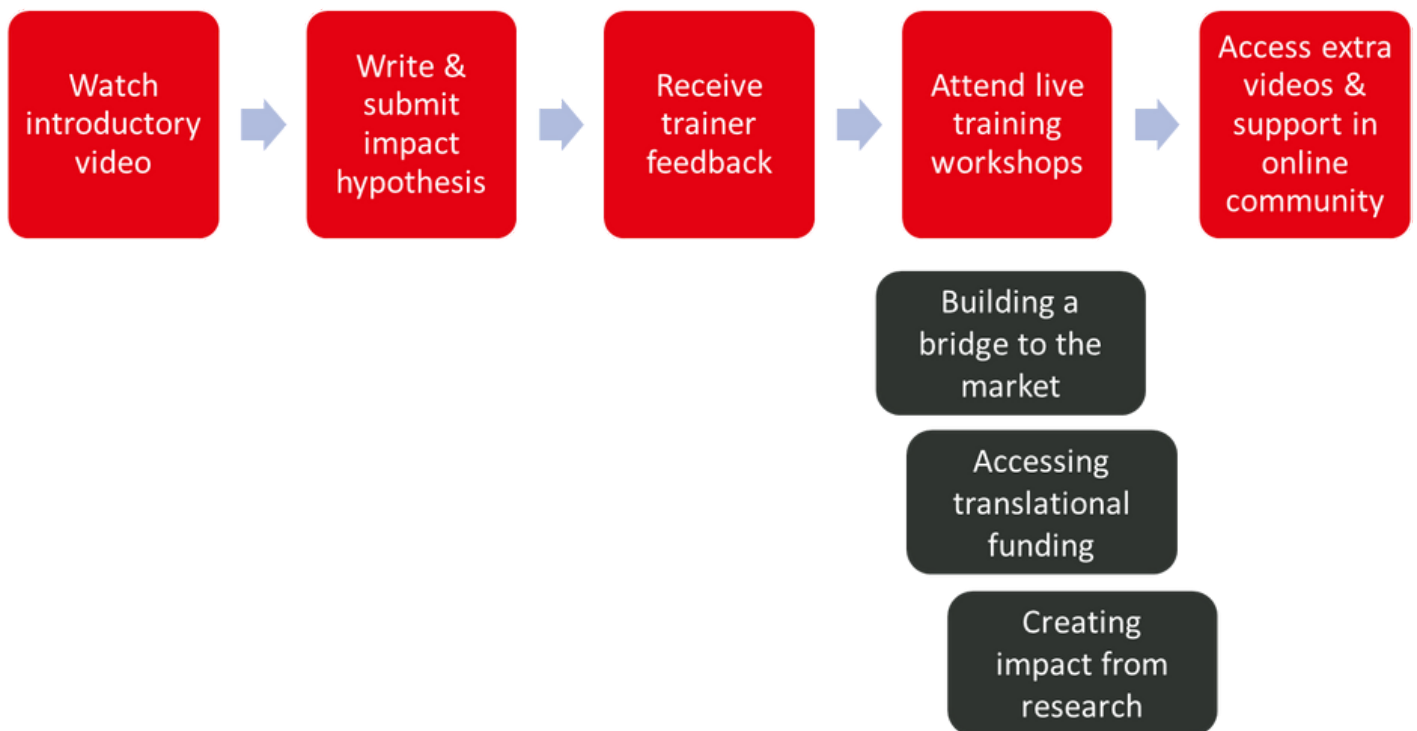 Watch
introductory
video
Write &
submit
impact
hypothesis
Receive
trainer
feedback
Attend live
training
workshops
Access extra
videos &
support in
online
community
Building a
bridge to the
market
Accessing
translational
funding
Creating
impact from
research